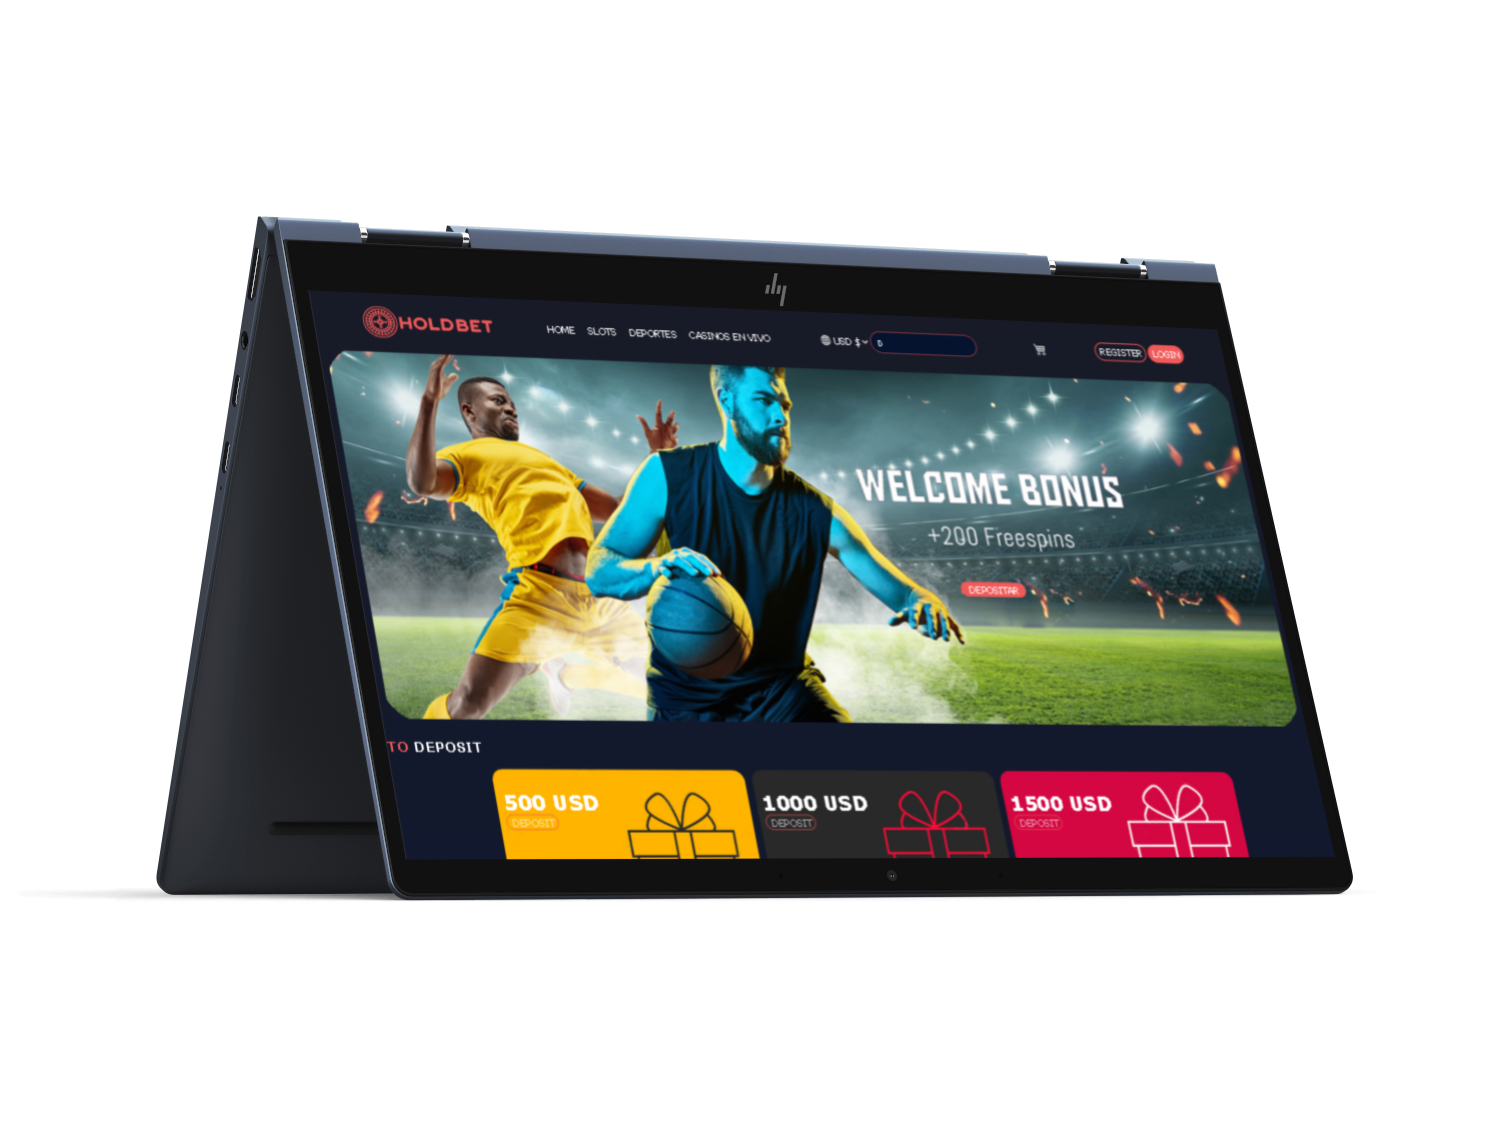 hp
HOLDBET
HOME SLOTS DEPORTES CASINOS EN VIVO
USD $
0
REGISTER
LOGIN
WELCOME BONUS
+200 Freespins
DEPOSITAR
TO DEPOSIT
500 USD
DEPOSIT
1000 USD
DEPOSIT
1500 USD
DEPOSIT